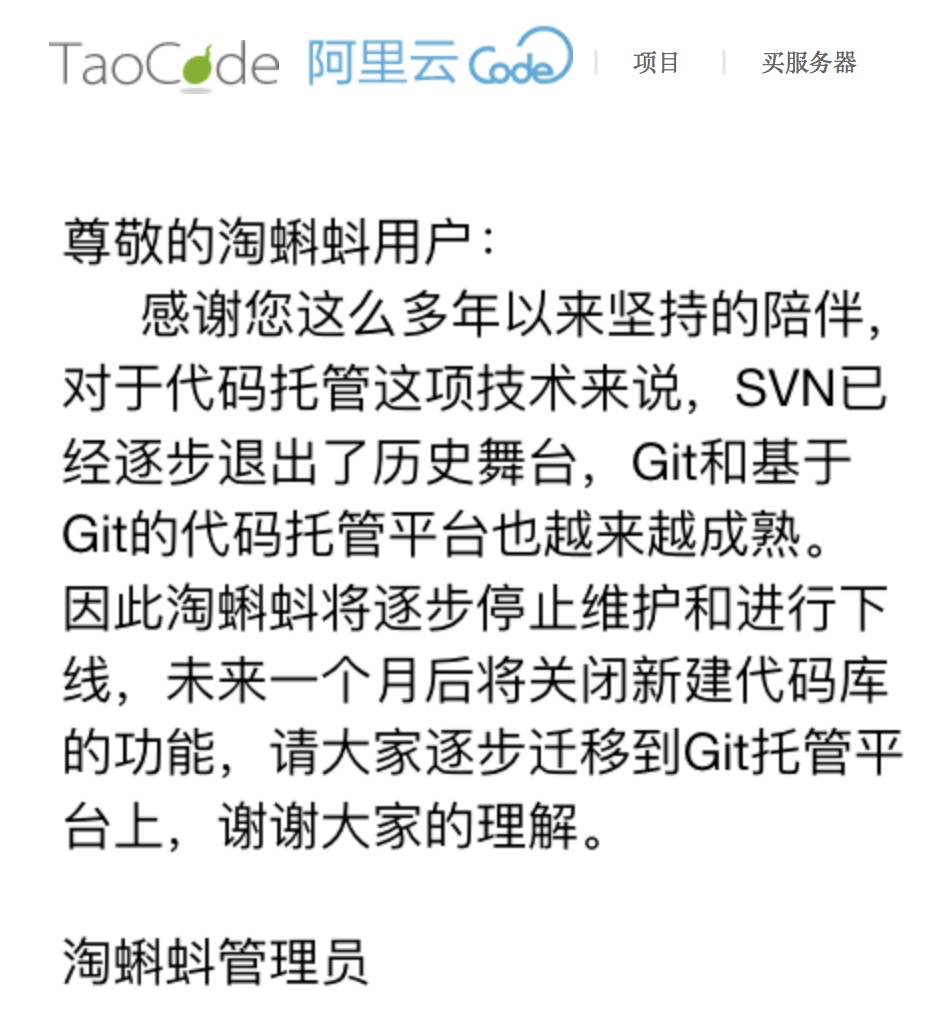 TaoCode 阿里云Code 项目 买服务器
尊敬的淘蝌蚪用户：
感谢您这么多年以来坚持的陪伴，
对于代码托管这项技术来说，SVN已
经逐步退出了历史舞台，Git和基于
Git的代码托管平台也越来越成熟。
因此淘蝌蚪将逐步停止维护和进行下
线，未来一个月后将关闭新建代码库
的功能，请大家逐步迁移到Git托管平
台上，谢谢大家的理解。
淘蝌蚪管理员